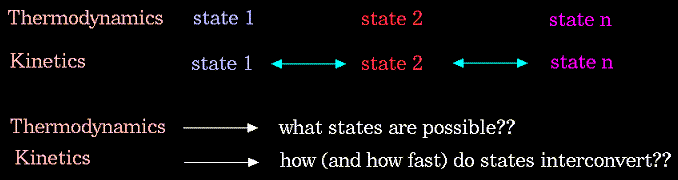 Thermodynamics state 1 state 2 state n
Kinetics state 1 state 2 state n
Thermodynamics what states are possible??
Kinetics how (and how fast) do states interconvert??